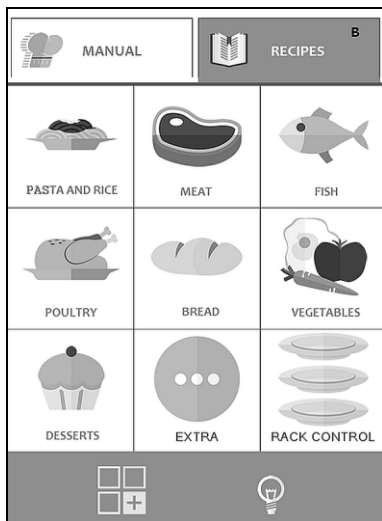 MANUAL
RECIPES
B
PASTA AND RICE
MEAT
FISH
POULTRY
BREAD
VEGETABLES
DESSERTS
EXTRA
RACK CONTROL